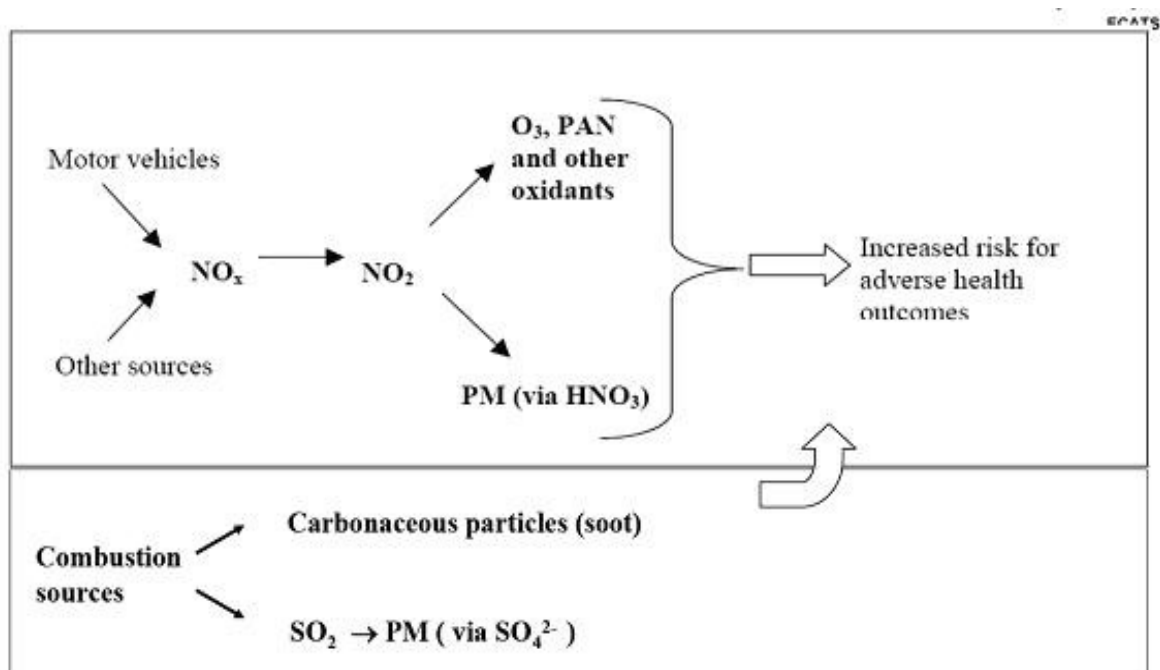 ECATS
O₃, PAN
and other
oxidants
Motor vehicles
NOₓ
NO₂
Increased risk for
adverse health
outcomes
Other sources
PM (via HNO₃)
Carbonaceous particles (soot)
Combustion
sources
SO₂ → PM ( via SO₄²⁻ )